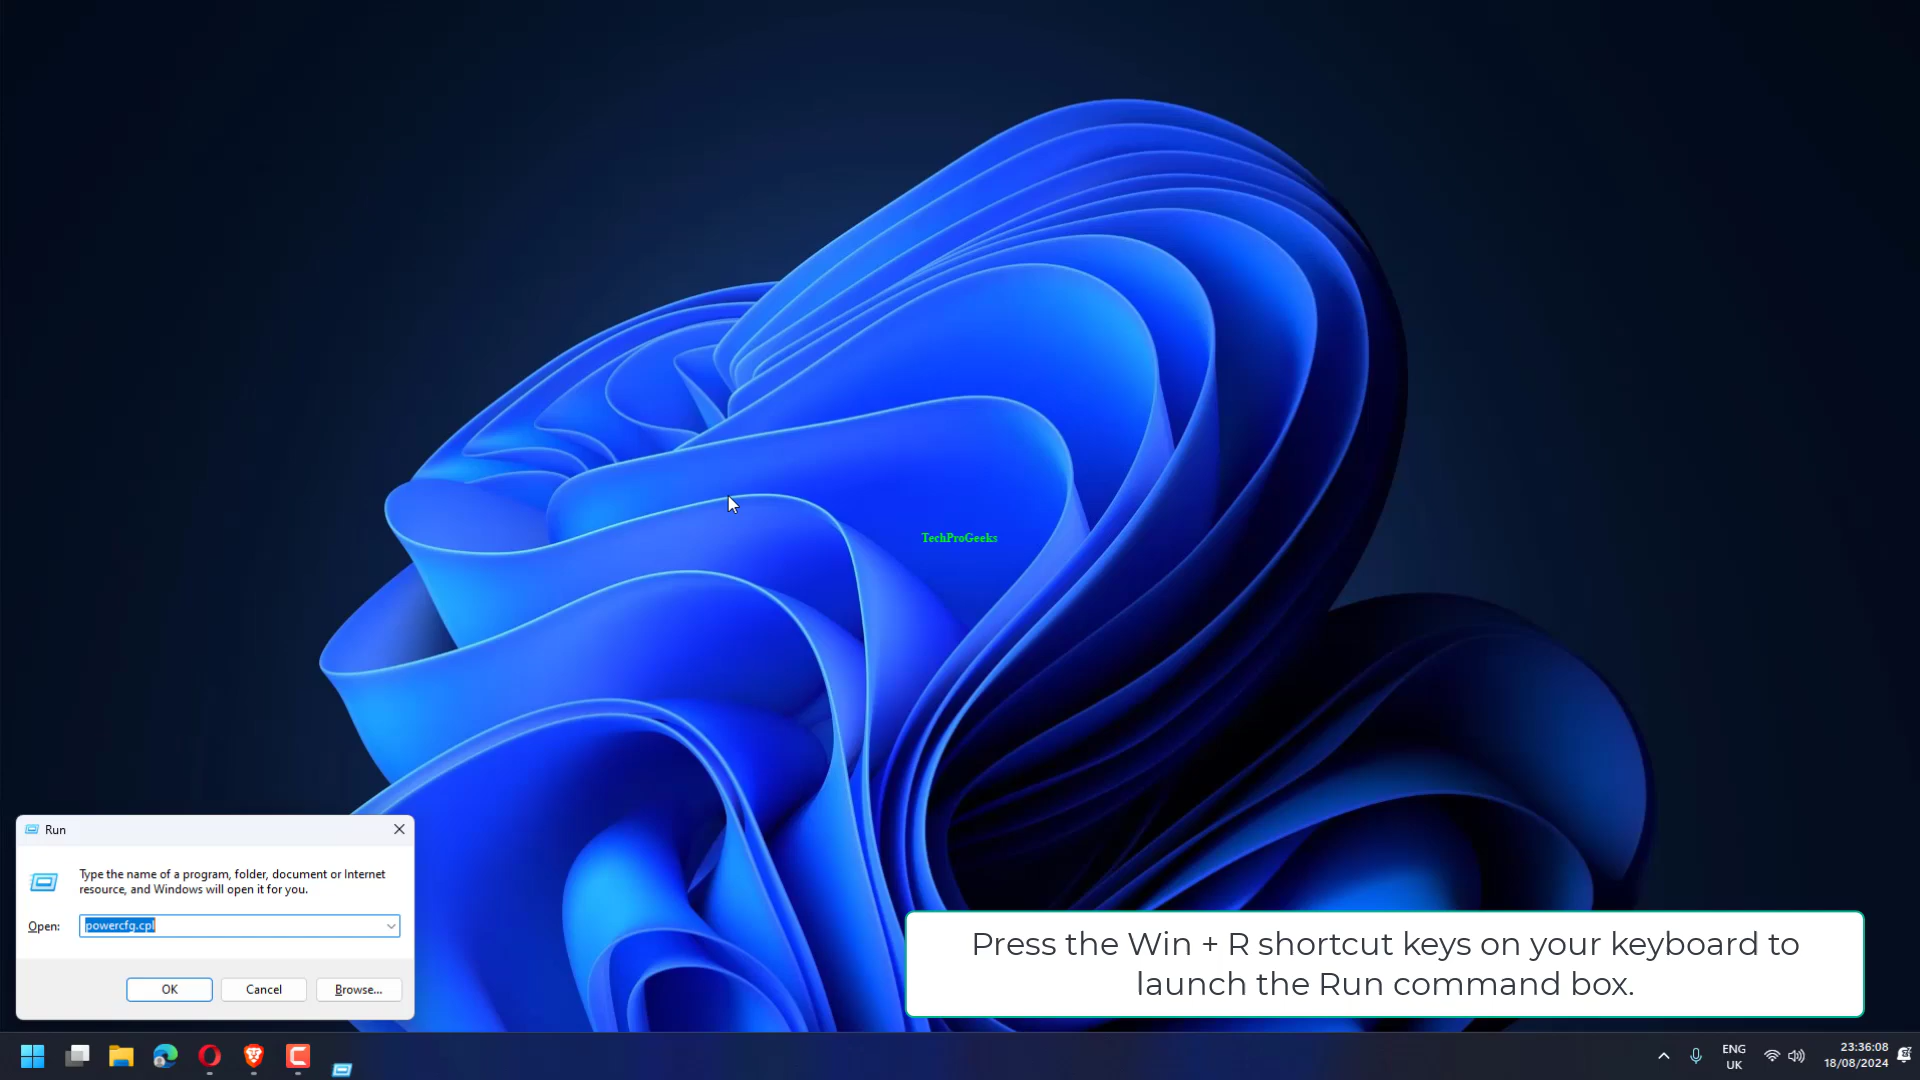 TechProGeeks
Run
Type the name of a program, folder, document or Internet
resource, and Windows will open it for you.
Open:
powercfg.cpl
OK
Cancel
Browse...
Press the Win + R shortcut keys on your keyboard to
launch the Run command box.
ENG
UK
23:36:08
18/08/2024